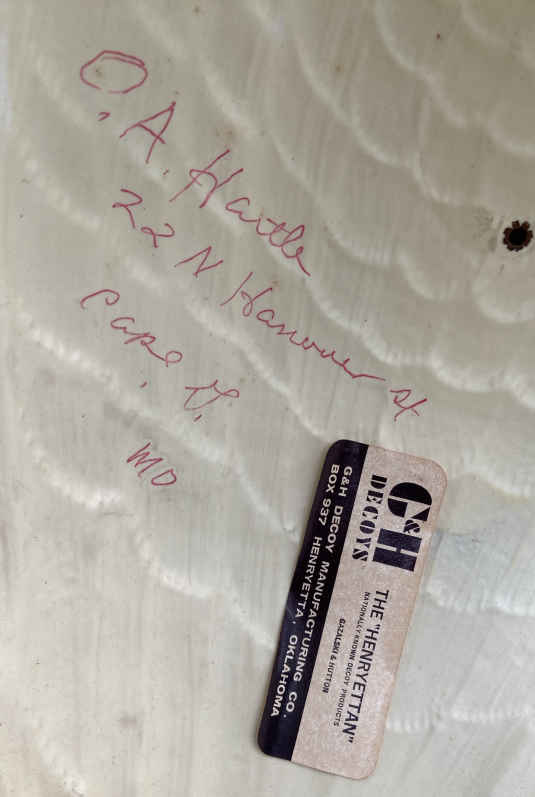 O. A. Hartle
22 N Hanover St
Cape G.
MO
G&H
DECOYS
THE "HENRYETTAN"
NATIONALLY KNOWN DECOY PRODUCTS
GAZALSKI & HUTTON
G&H DECOY MANUFACTURING CO.
BOX 937 HENRYETTA, OKLAHOMA